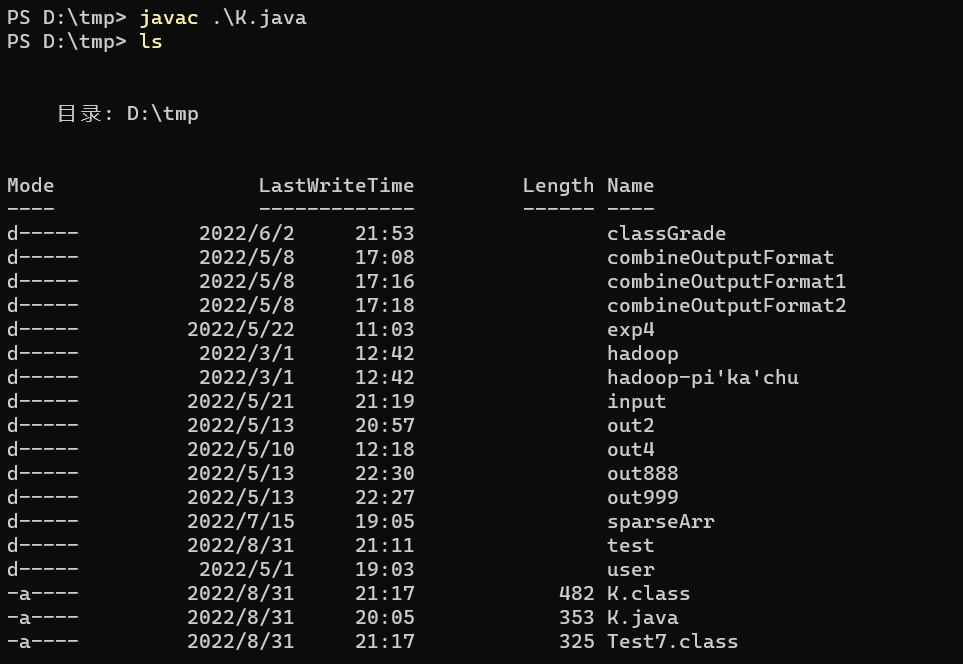 PS D:\tmp> javac .\K.java
PS D:\tmp> ls
目录: D:\tmp
Mode LastWriteTime Length Name
---- ------------- ------ ----
d----- 2022/6/2 21:53 classGrade
d----- 2022/5/8 17:08 combineOutputFormat
d----- 2022/5/8 17:16 combineOutputFormat1
d----- 2022/5/8 17:18 combineOutputFormat2
d----- 2022/5/22 11:03 exp4
d----- 2022/3/1 12:42 hadoop
d----- 2022/3/1 12:42 hadoop-pi'ka'chu
d----- 2022/5/21 21:19 input
d----- 2022/5/13 20:57 out2
d----- 2022/5/10 12:18 out4
d----- 2022/5/13 22:30 out888
d----- 2022/5/13 22:27 out999
d----- 2022/7/15 19:05 sparseArr
d----- 2022/8/31 21:11 test
d----- 2022/5/1 19:03 user
-a---- 2022/8/31 21:17 482 K.class
-a---- 2022/8/31 20:05 353 K.java
-a---- 2022/8/31 21:17 325 Test7.class